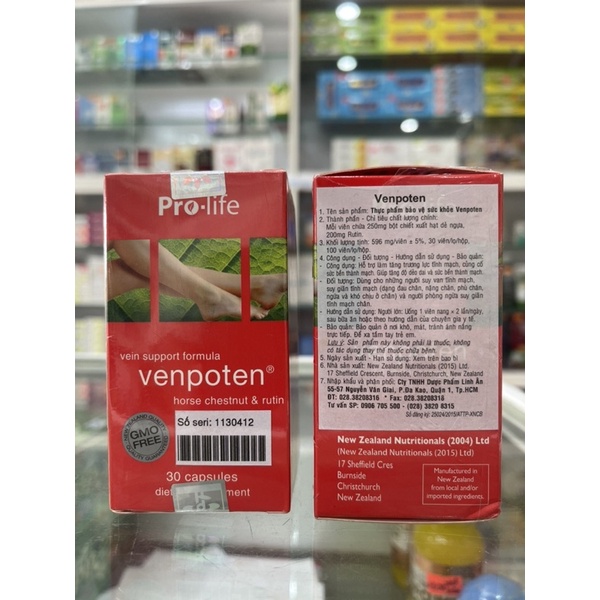 Pro-life
vein support formula
venpoten®
horse chestnut & rutin
GMO
FREE
Số seri: 1130412
30 capsules
Venpoten
1. Tên sản phẩm: Thực phẩm bảo vệ sức khỏe Venpoten
2. Thành phần - Chỉ tiêu chất lượng chính:
Mỗi viên chứa 250mg bột chiết xuất hạt dẻ ngựa,
200mg Rutin.
3. Khối lượng tịnh: 596 mg/viên ± 5%, 30 viên/lọ/hộp,
100 viên/lọ/hộp.
4. Công dụng - Đối tượng - Hướng dẫn sử dụng - Bảo quản:
Công dụng: Hỗ trợ làm tăng trương lực tĩnh mạch, củng cố
sức bền thành mạch. Giúp tăng độ dẻo dai và sức bền thành mạch.
- Đối tượng: Dùng cho những người suy van tĩnh mạch,
suy giãn tĩnh mạch (dạng đau chân, nặng chân, phù chân,
ngứa và khó chịu ở chân) và người phòng ngừa suy giãn
tĩnh mạch chân.
- Hướng dẫn sử dụng: Người lớn: Uống 1 viên nang x 2 lần/ngày,
sau bữa ăn hoặc theo hướng dẫn của chuyên gia y tế.
- Bảo quản: Bảo quản ở nơi khô, mát, tránh ánh nắng
trực tiếp. Để xa tầm tay trẻ em.
Lưu ý: Sản phẩm này không phải là thuốc, không
có tác dụng thay thế thuốc chữa bệnh.
5. Ngày sản xuất - Hạn sử dụng: Xem trên bao bì
6. Nhà sản xuất: New Zealand Nutritionals (2015) Ltd
17 Sheffield Crescent, Burnside, Christchurch, New Zealand
7. Nhập khẩu và phân phối: Cty TNHH Dược Phẩm Linh Ân
55-57 Nguyễn Văn Giai, P.Đa Kao, Quận 1, Tp.HCM
ĐT: 028.38208316 * Fax: 028.38208316
Tư vấn SP: 0906 705 500 - (028) 3820 8315
Số đăng ký: 25024/2015/ATTP-XNCB
New Zealand Nutritionals (2004) Ltd
(New Zealand Nutritionals (2015) Ltd)
17 Sheffield Cres
Burnside
Christchurch
New Zealand
Manufactured in
New Zealand
from local and/or
imported ingredients.